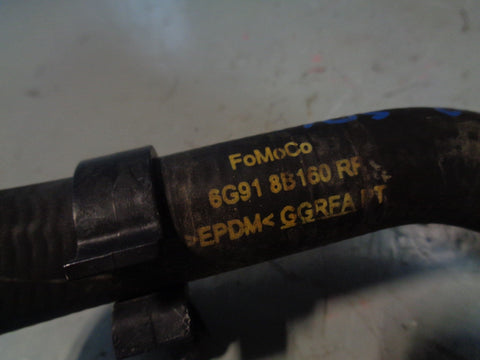 FoMoCo
6G91 8B160 RF
>EPDM< GGRFA PT